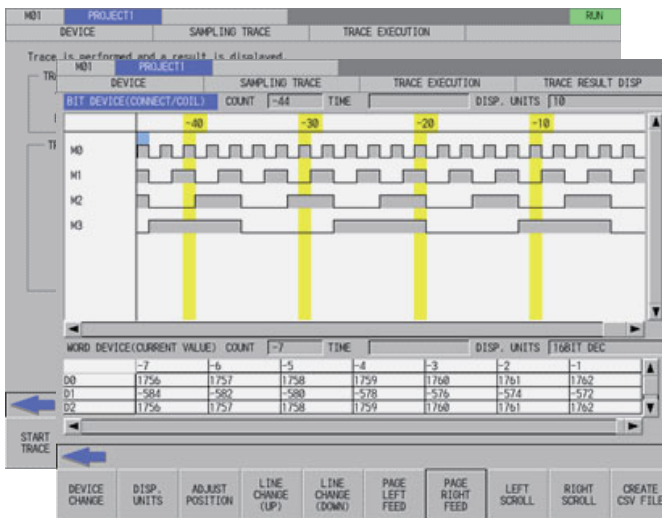 M01 PROJECT1 RUN
DEVICE SAMPLING TRACE TRACE EXECUTION
Trace is performed and a result is displayed.
M01 PROJECT1
DEVICE SAMPLING TRACE TRACE EXECUTION TRACE RESULT DISP
BIT DEVICE(CONNECT/COIL) COUNT -44 TIME DISP. UNITS 10
-40 -30 -20 -10
M0
M1
M2
M3
WORD DEVICE(CURRENT VALUE) COUNT -7 TIME DISP. UNITS 16BIT DEC
-7 -6 -5 -4 -3 -2 -1
D0 1756 1757 1758 1759 1760 1761 1762
D1 -584 -582 -580 -578 -576 -574 -572
D2 1756 1757 1758 1759 1760 1761 1762
START
TRACE
DEVICE CHANGE
DISP. UNITS
ADJUST POSITION
LINE CHANGE (UP)
LINE CHANGE (DOWN)
PAGE LEFT FEED
PAGE RIGHT FEED
LEFT SCROLL
RIGHT SCROLL
CREATE CSV FILE